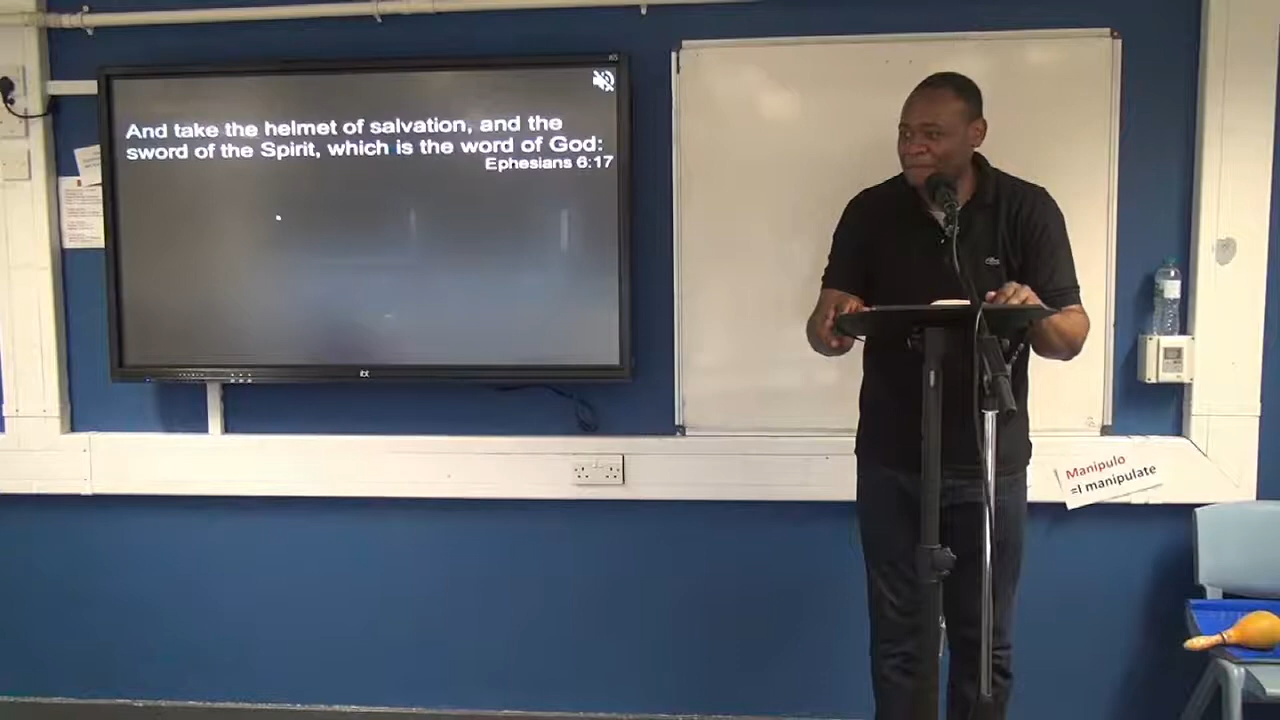 And take the helmet of salvation, and the
sword of the Spirit, which is the word of God:
Ephesians 6:17
Manipulo
=I manipulate